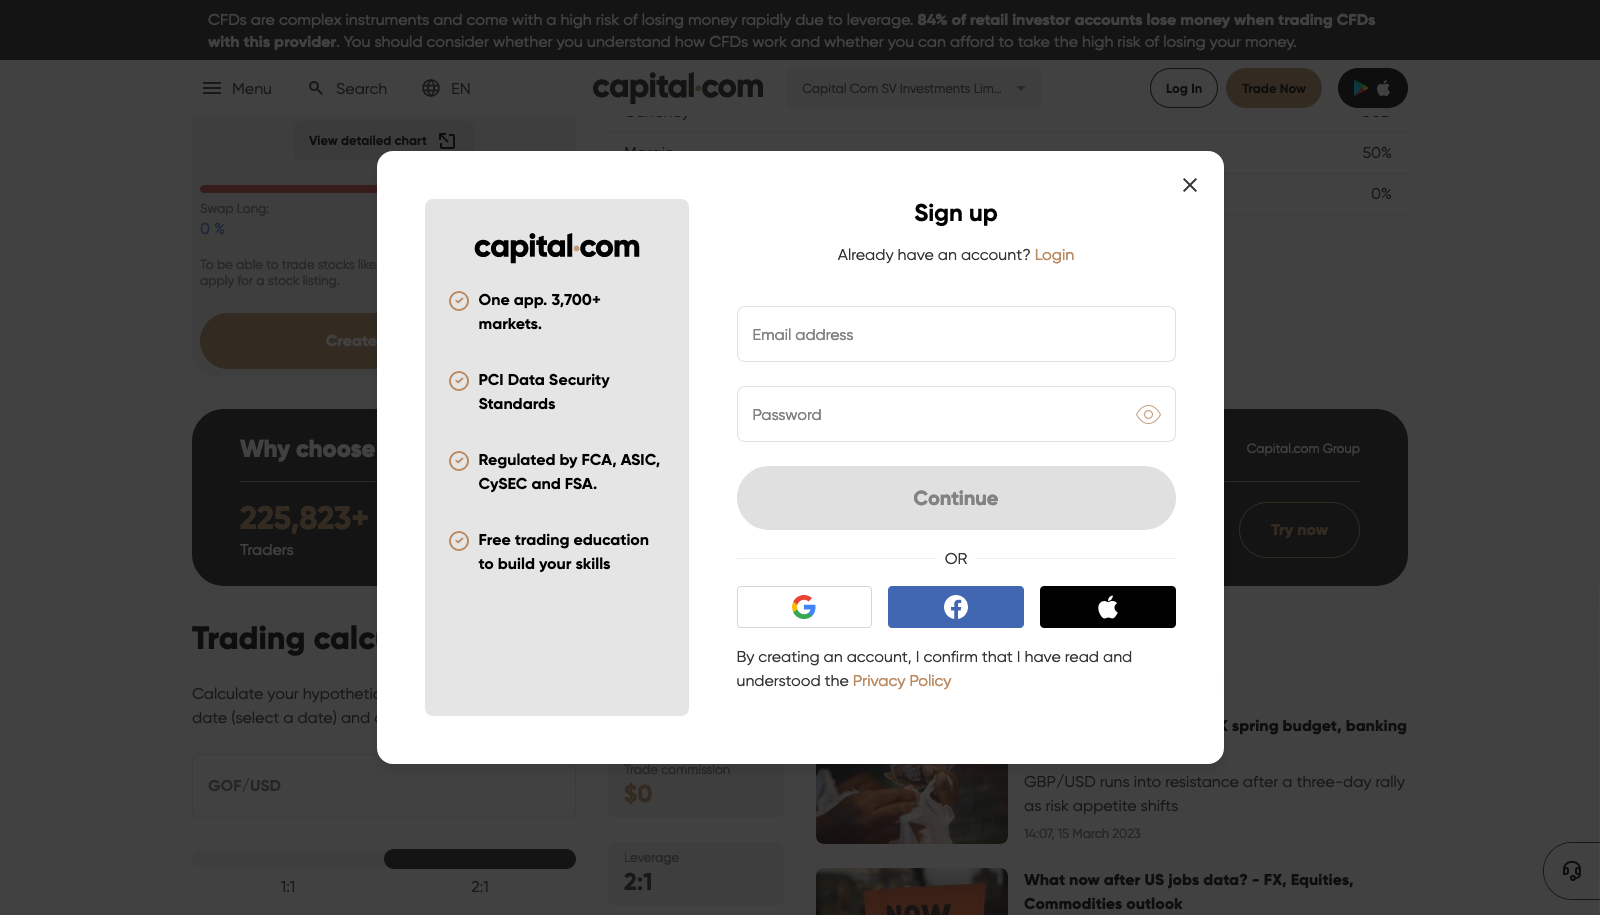 CFDs are complex instruments and come with a high risk of losing money rapidly due to leverage. 84% of retail investor accounts lose money when trading CFDs
with this provider. You should consider whether you understand how CFDs work and whether you can afford to take the high risk of losing your money.
Menu
Search
EN
capital.com
Capital Com SV Investments Lim...
Log In
Trade Now
View detailed chart
50%
0%
Swap Long:
0 %
To be able to trade stocks like
apply for a stock listing.
Create
Why choose
225,823+
Traders
Capital.com Group
Try now
capital.com
One app. 3,700+
markets.
PCI Data Security
Standards
Regulated by FCA, ASIC,
CySEC and FSA.
Free trading education
to build your skills
Sign up
Already have an account? Login
Email address
Password
Continue
OR
By creating an account, I confirm that I have read and
understood the Privacy Policy
Trading calc
Calculate your hypothetic
date (select a date) and
GOF/USD
1:1
2:1
Trade commission
$0
Leverage
2:1
K spring budget, banking
GBP/USD runs into resistance after a three-day rally
as risk appetite shifts
14:07, 15 March 2023
NOW
What now after US jobs data? - FX, Equities,
Commodities outlook